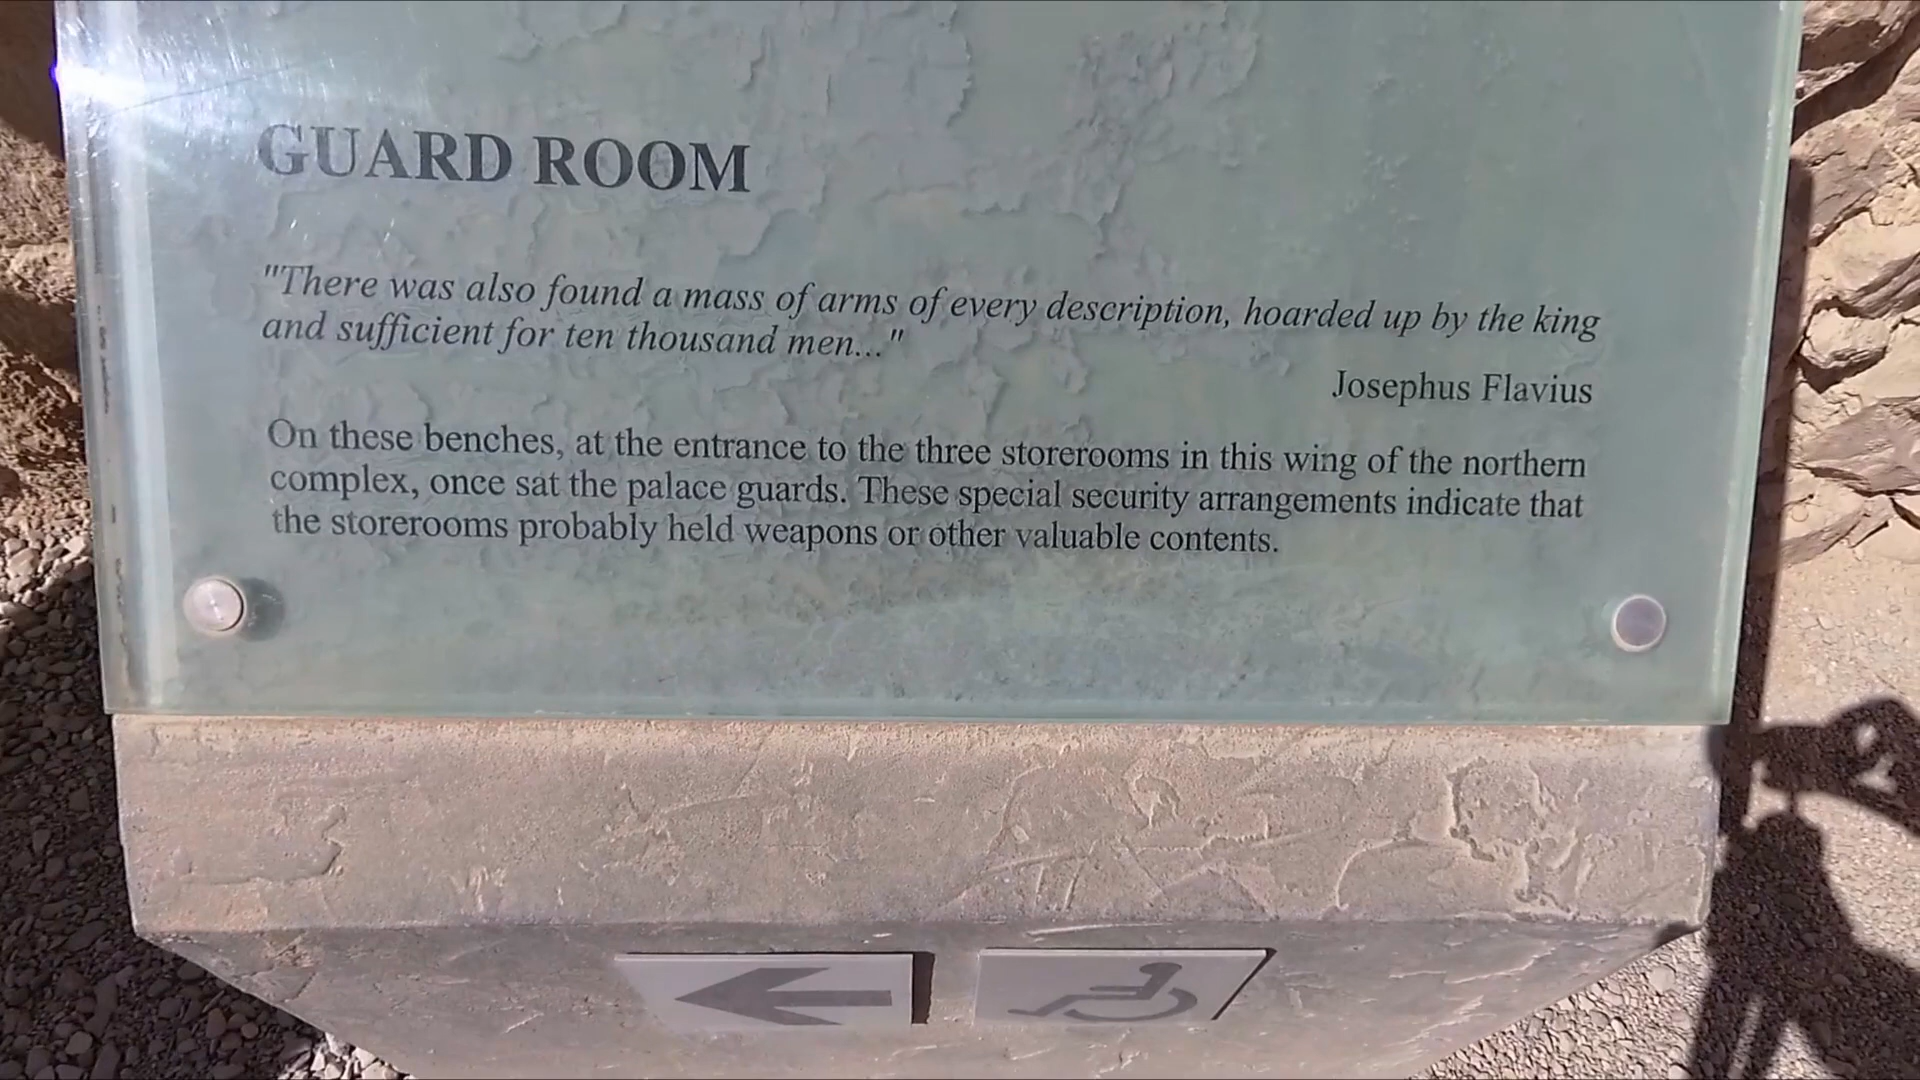 GUARD ROOM
"There was also found a mass of arms of every description, hoarded up by the king
and sufficient for ten thousand men..."
Josephus Flavius
On these benches, at the entrance to the three storerooms in this wing of the northern
complex, once sat the palace guards. These special security arrangements indicate that
the storerooms probably held weapons or other valuable contents.